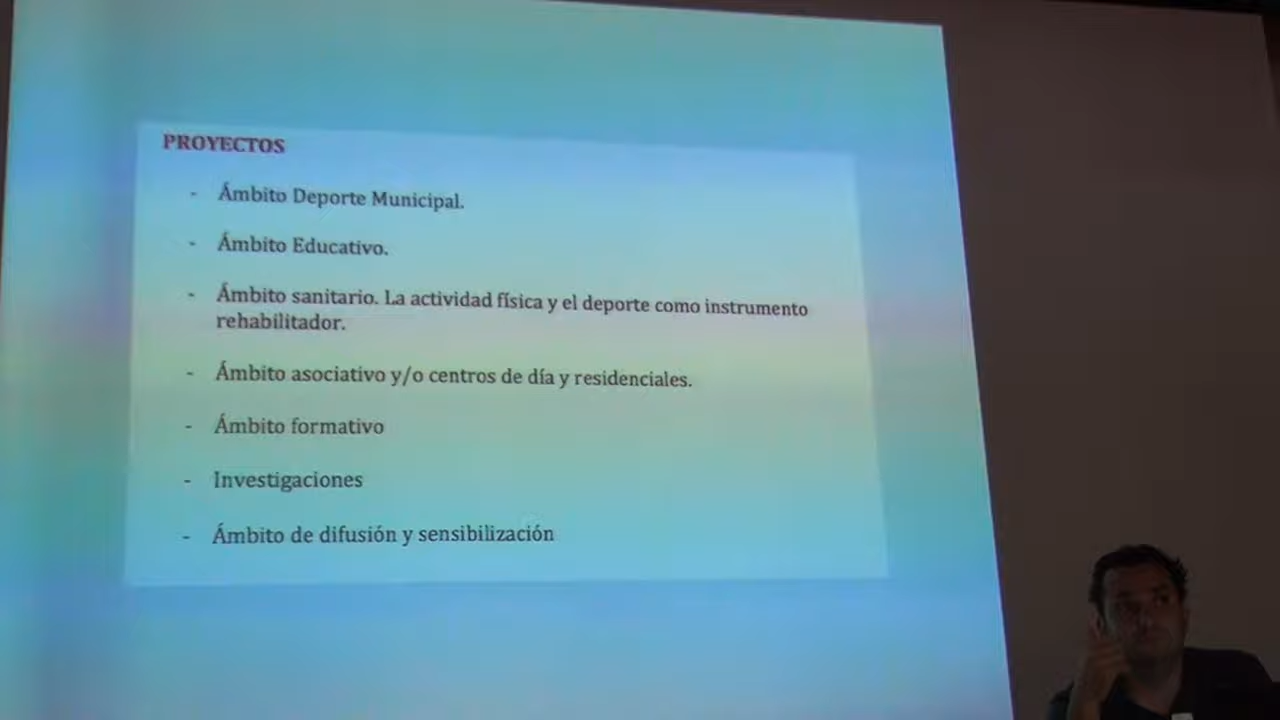 PROYECTOS
- Ámbito Deporte Municipal.
- Ámbito Educativo.
- Ámbito sanitario. La actividad física y el deporte como instrumento
rehabilitador.
- Ámbito asociativo y/o centros de día y residenciales.
- Ámbito formativo
- Investigaciones
- Ámbito de difusión y sensibilización